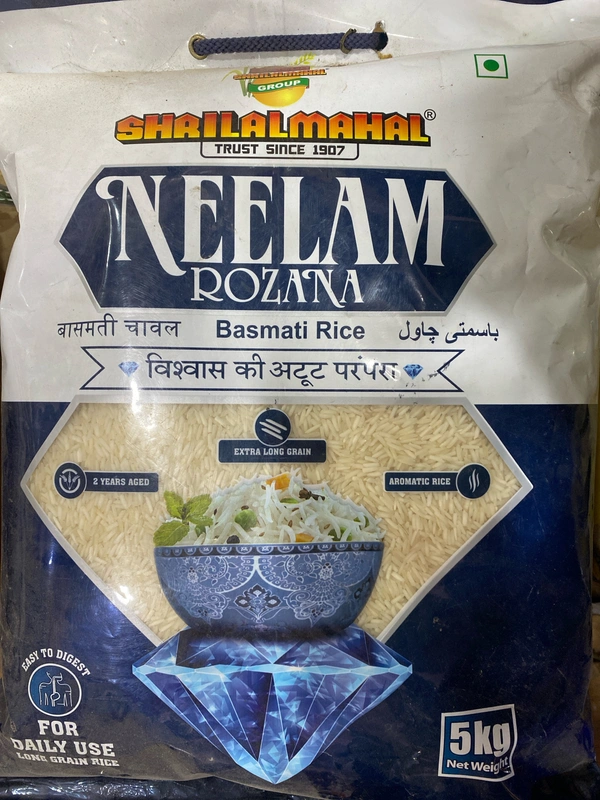 SHRILALMAHAL
GROUP
SHRILALMAHAL®
TRUST SINCE 1907
NEELAM
ROZANA
बासमती चावल Basmati Rice باسمتی چاول
विश्वास की अटूट परंपरा
EXTRA LONG GRAIN
2 YEARS AGED
AROMATIC RICE
EASY TO DIGEST
FOR
DAILY USE
LONG GRAIN RICE
5kg
Net Weight